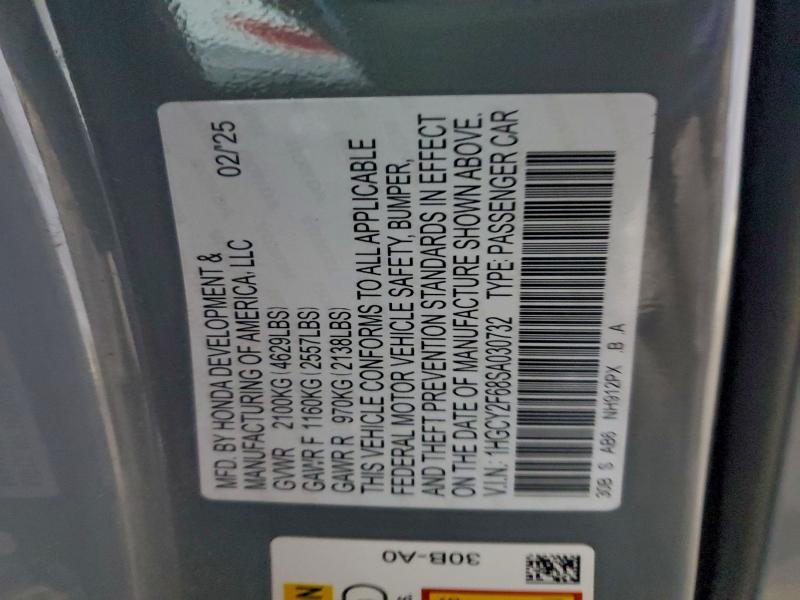 MFD. BY HONDA DEVELOPMENT &
MANUFACTURING OF AMERICA, LLC 02/'25
GVWR 2100KG (4629LBS)
GAWR F 1160KG (2557LBS)
GAWR R 970KG (2138LBS)
THIS VEHICLE CONFORMS TO ALL APPLICABLE
FEDERAL MOTOR VEHICLE SAFETY, BUMPER,
AND THEFT PREVENTION STANDARDS IN EFFECT
ON THE DATE OF MANUFACTURE SHOWN ABOVE.
V.I.N.: 1HGCY2F68SA030732 TYPE: PASSENGER CAR
30B S AB6 NH912PX .B .A
30B-A0